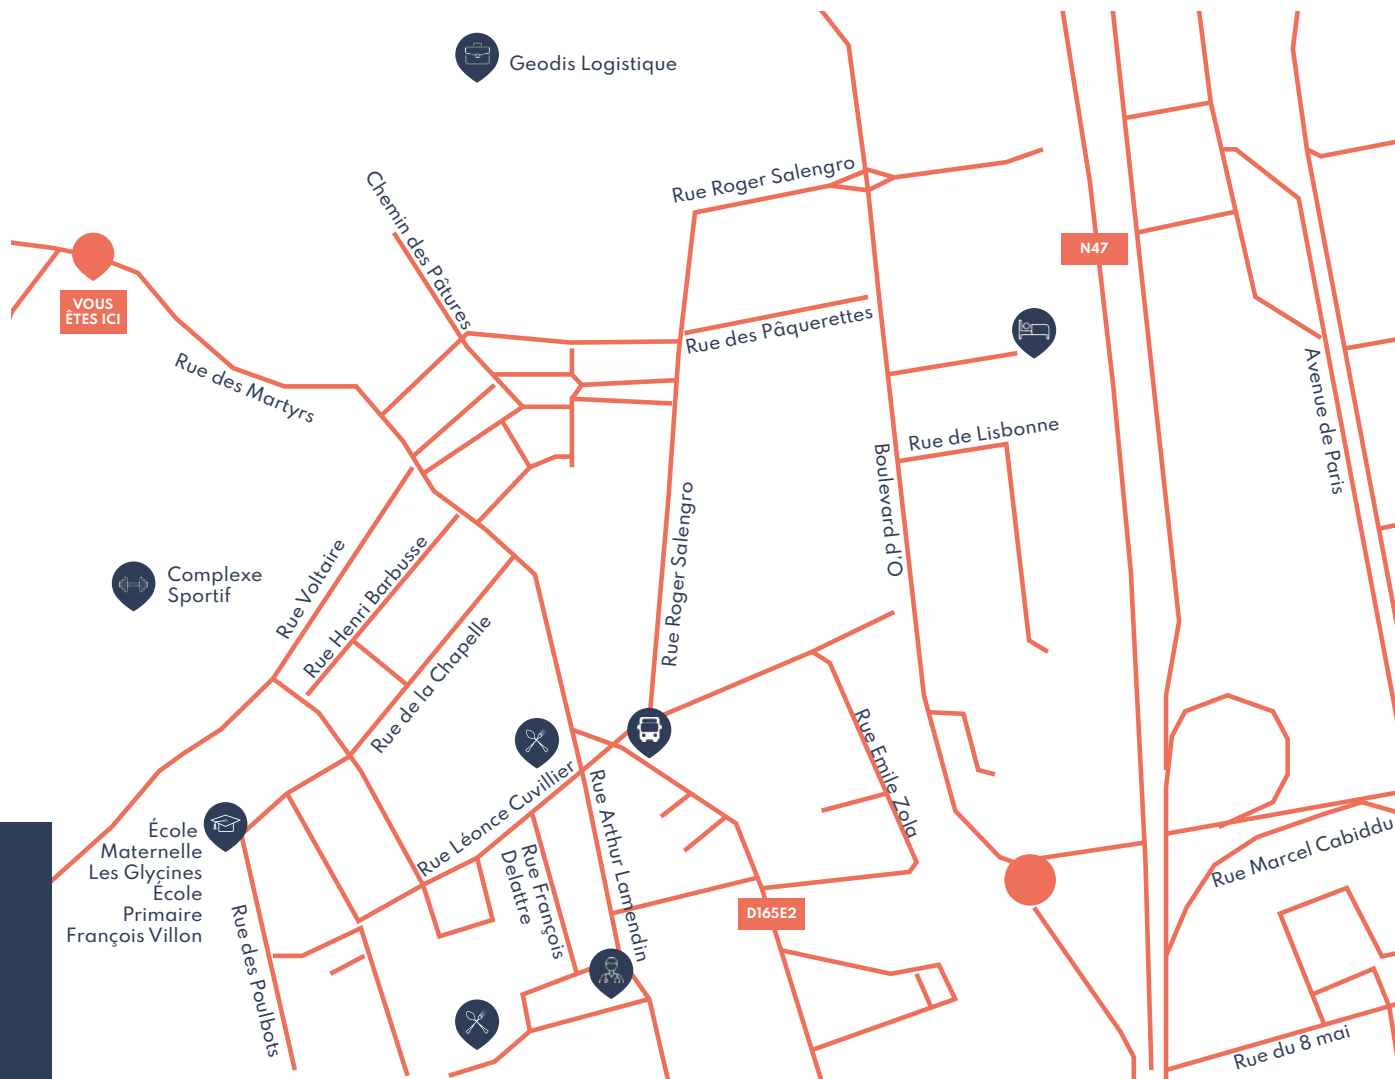 Geodis Logistique
Rue Roger Salengro
Chemin des Pâtures
N47
VOUS
ÊTES ICI
Rue des Pâquerettes
Rue des Martyrs
Avenue de Paris
Rue de Lisbonne
Boulevard d'O
Rue Roger Salengro
Rue Voltaire
Rue Henri Barbusse
Complexe
Sportif
Rue de la Chapelle
Rue Emile Zola
Rue Léonce Cuvillier
Rue Arthur Lamendin
Rue François
Delattre
École
Maternelle
Les Glycines
École
Primaire
François Villon
Rue Marcel Cabiddu
D165E2
Rue des Poulbots
Rue du 8 mai